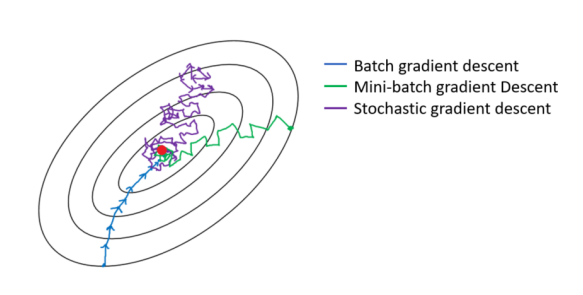 Batch gradient descent
Mini-batch gradient Descent
Stochastic gradient descent